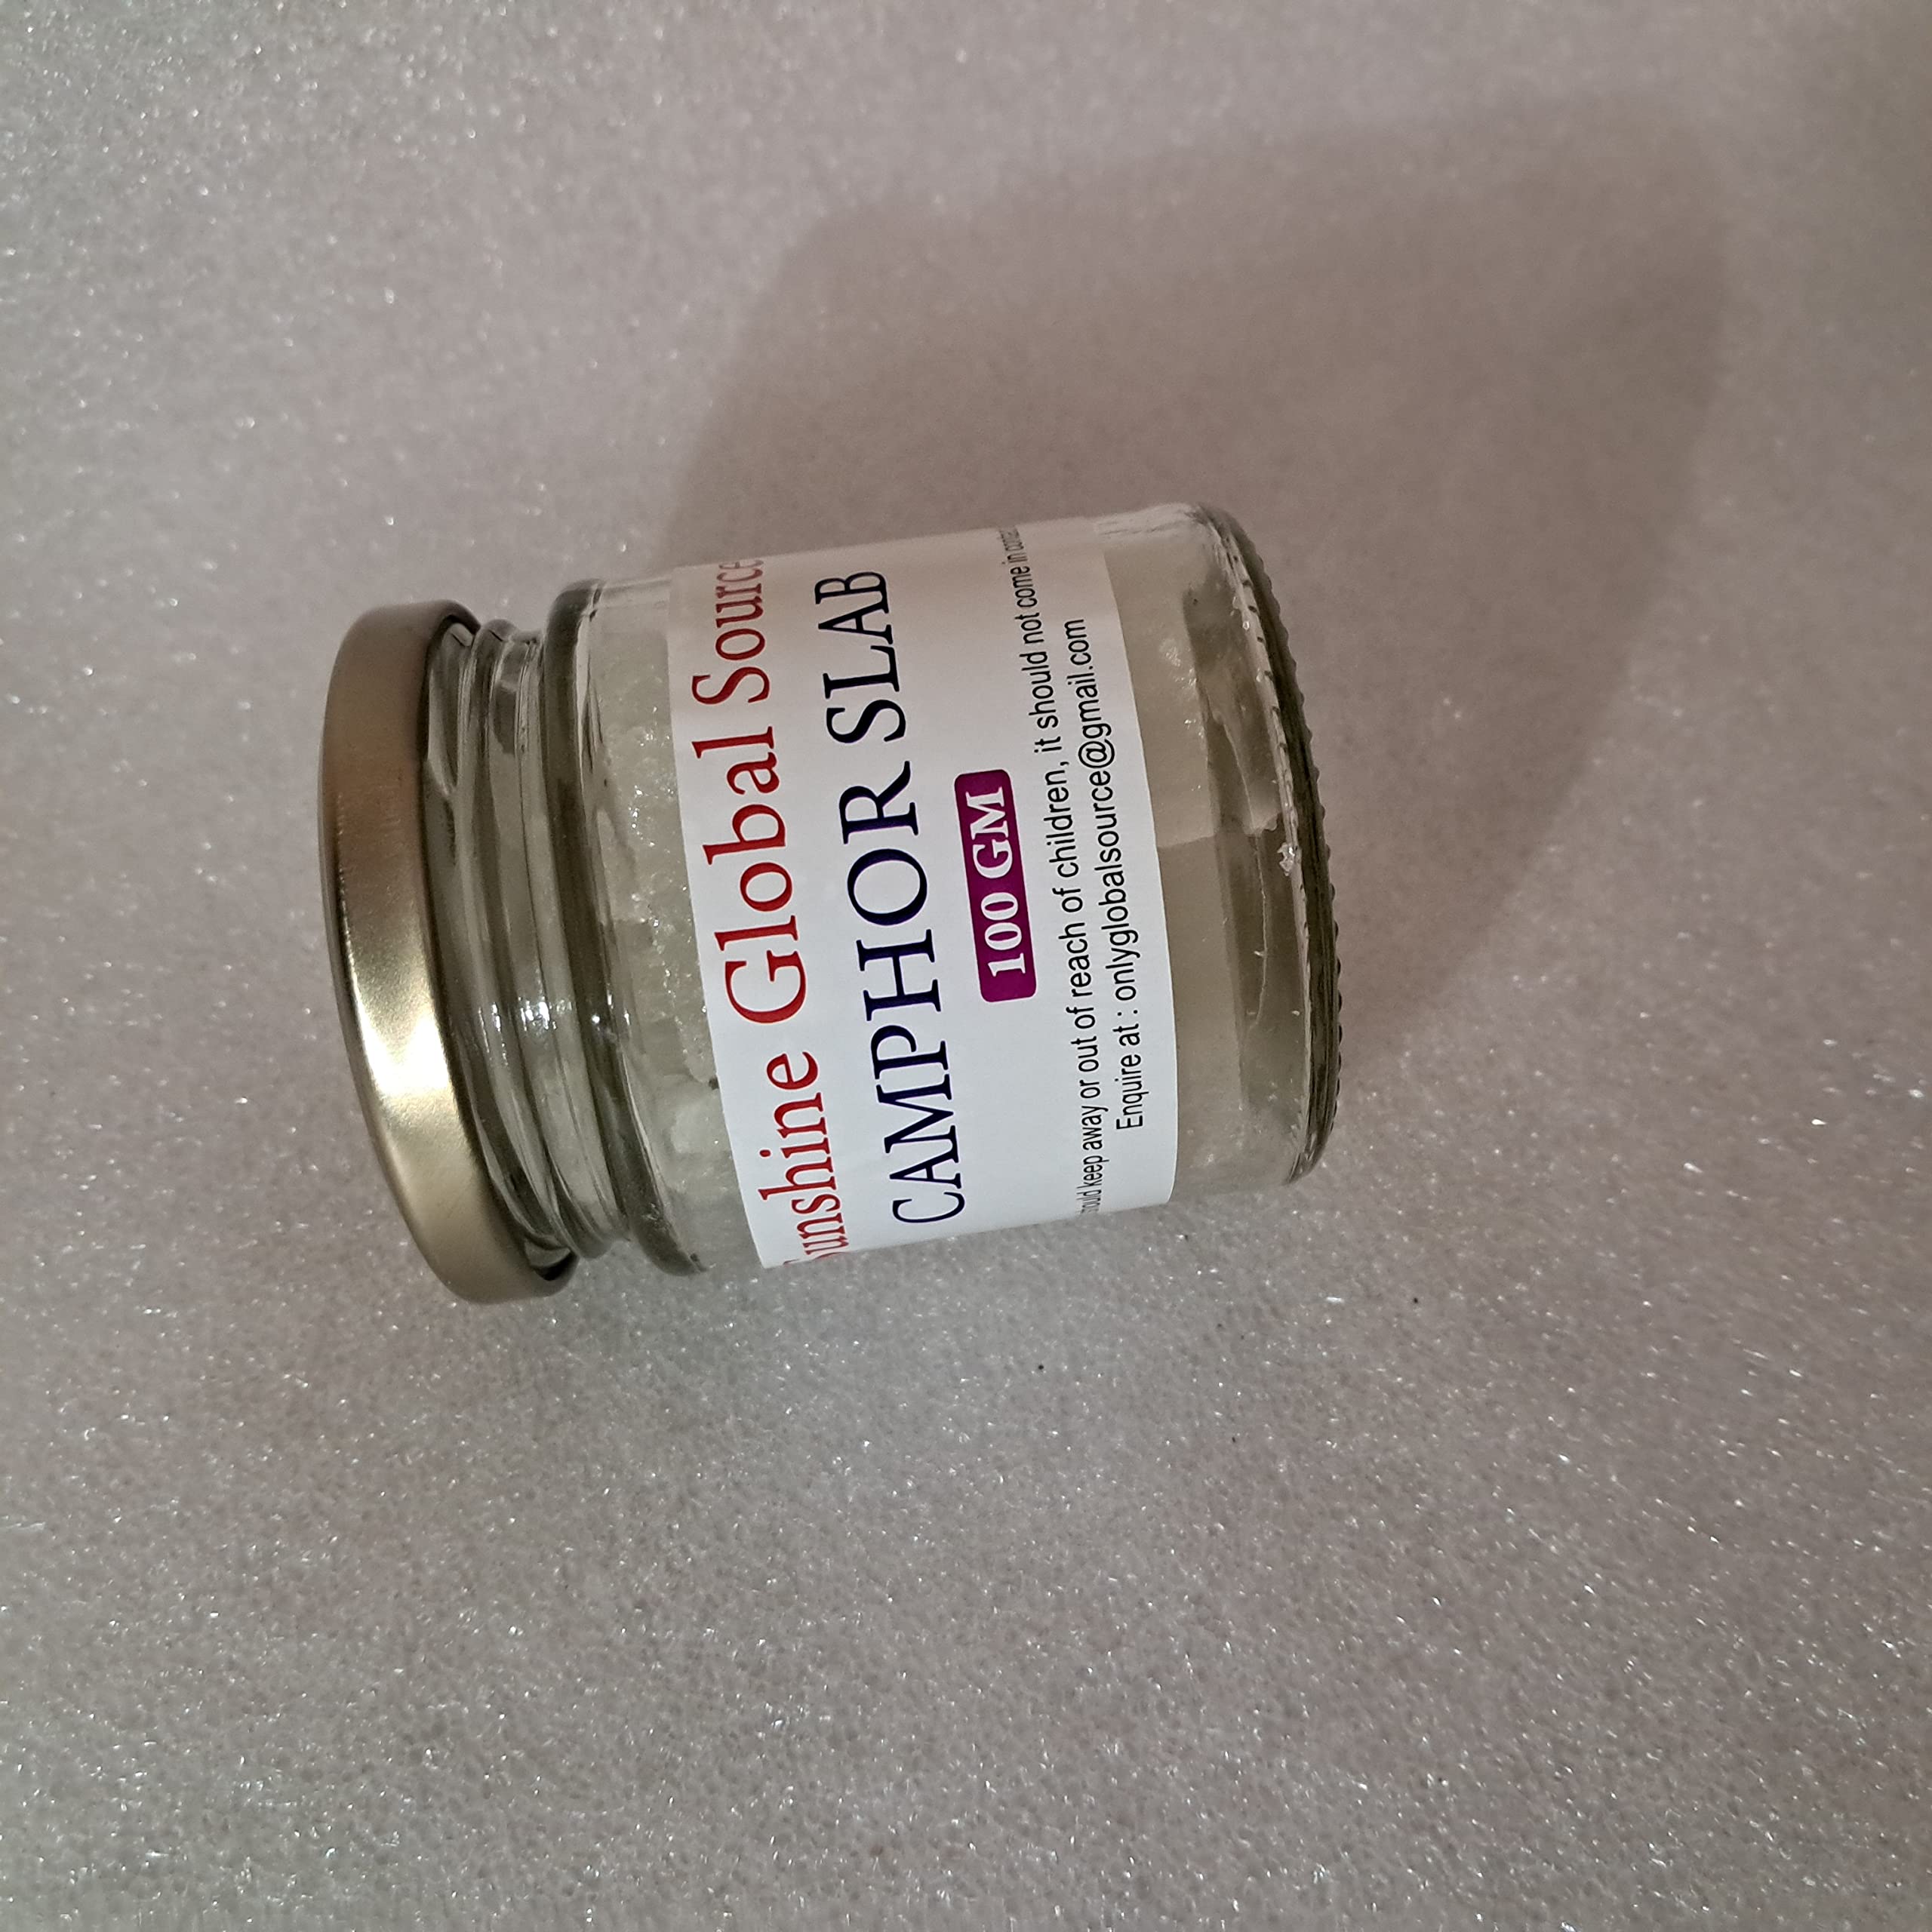 Sunshine Global Source
CAMPHOR SLAB
100 GM
should keep away or out of reach of children, it should not come in
Enquire at : onlyglobalsource@gmail.com